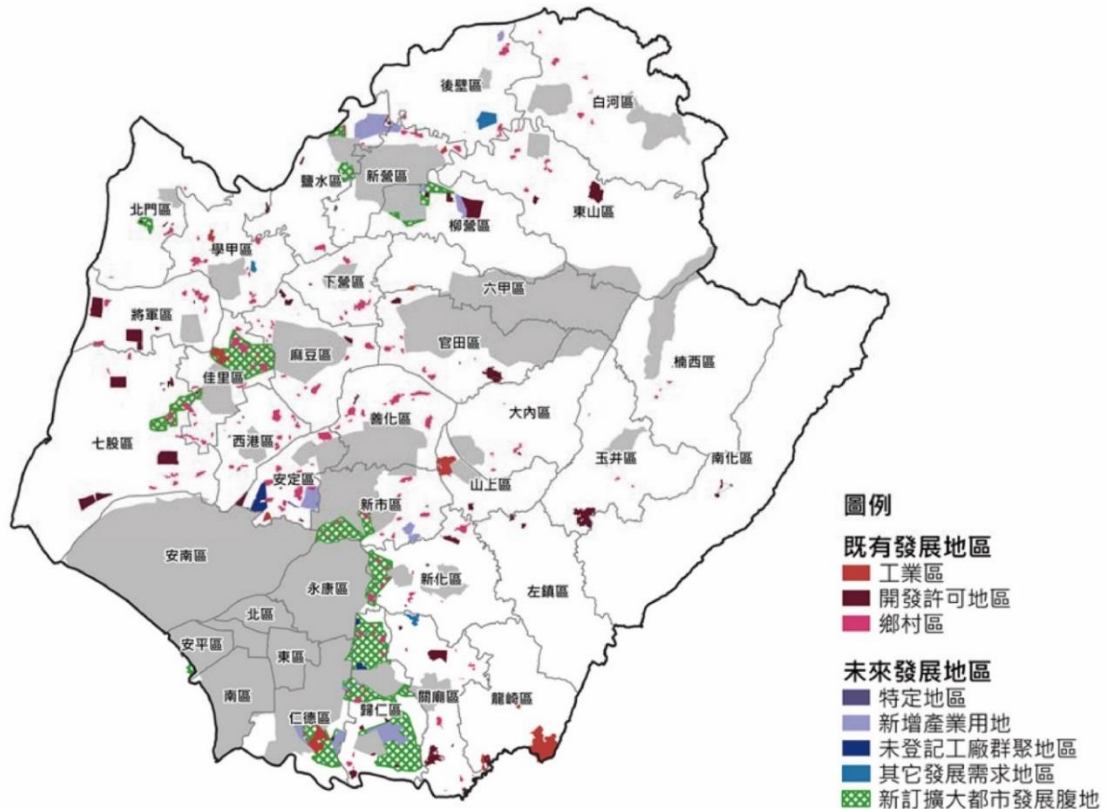 後壁區
白河區
鹽水區
新營區
東山區
北門區
柳營區
學甲區
下營區
六甲區
將軍區
官田區
麻豆區
楠西區
佳里區
大內區
善化區
七股區
西港區
玉井區
南化區
安定區
山上區
新市區
安南區
新化區
永康區
左鎮區
北區
安平區
東區
南區
關廟區
龍崎區
歸仁區
仁德區
圖例
既有發展地區
工業區
開發許可地區
鄉村區
未來發展地區
特定地區
新增產業用地
未登記工廠群聚地區
其它發展需求地區
新訂擴大都市發展腹地